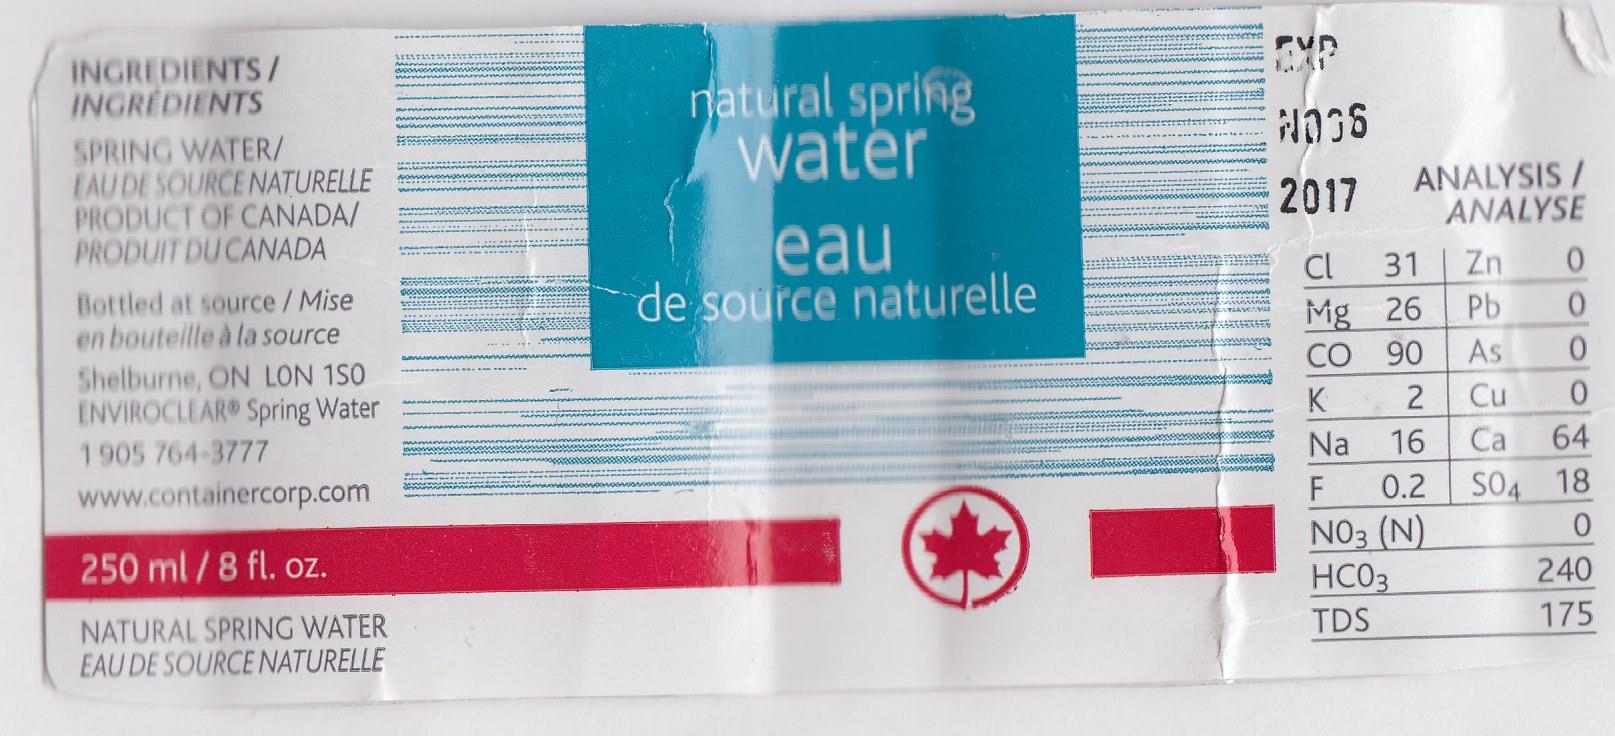 INGREDIENTS /
INGRÉDIENTS
SPRING WATER/
EAU DE SOURCE NATURELLE
PRODUCT OF CANADA/
PRODUIT DU CANADA
Bottled at source / Mise
en bouteille à la source
Shelburne, ON L0N 1S0
ENVIROCLEAR® Spring Water
1 905 764-3777
www.containercorp.com
250 ml / 8 fl. oz.
NATURAL SPRING WATER
EAU DE SOURCE NATURELLE
natural spring
water
eau
de source naturelle
EXP
N006
2017
ANALYSIS /
ANALYSE
Cl 31 Zn 0
Mg 26 Pb 0
CO 90 As 0
K 2 Cu 0
Na 16 Ca 64
F 0.2 SO4 18
NO3 (N) 0
HCO3 240
TDS 175